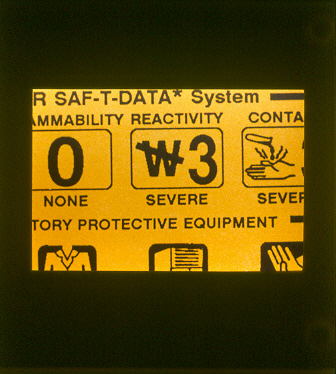 R SAF-T-DATA* System
AMMABILITY REACTIVITY CONTA
0 W 3
NONE SEVERE SEVER
TORY PROTECTIVE EQUIPMENT